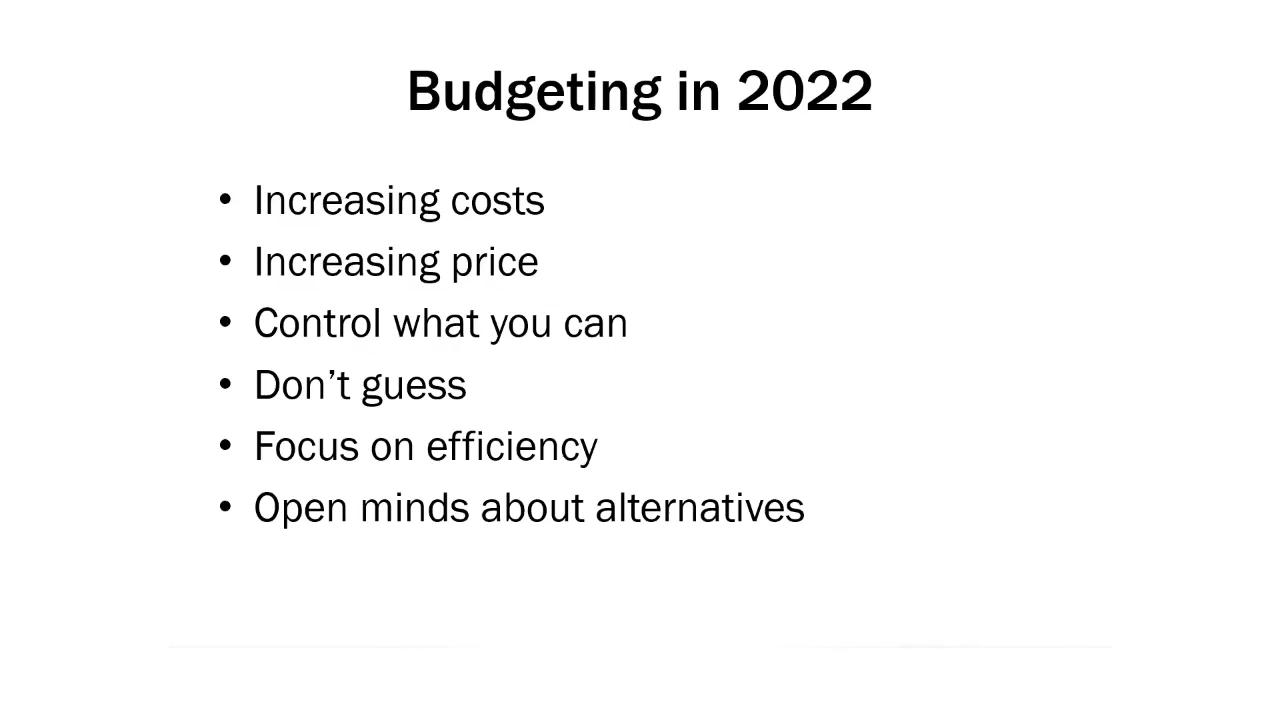 Budgeting in 2022
• Increasing costs
• Increasing price
• Control what you can
• Don’t guess
• Focus on efficiency
• Open minds about alternatives